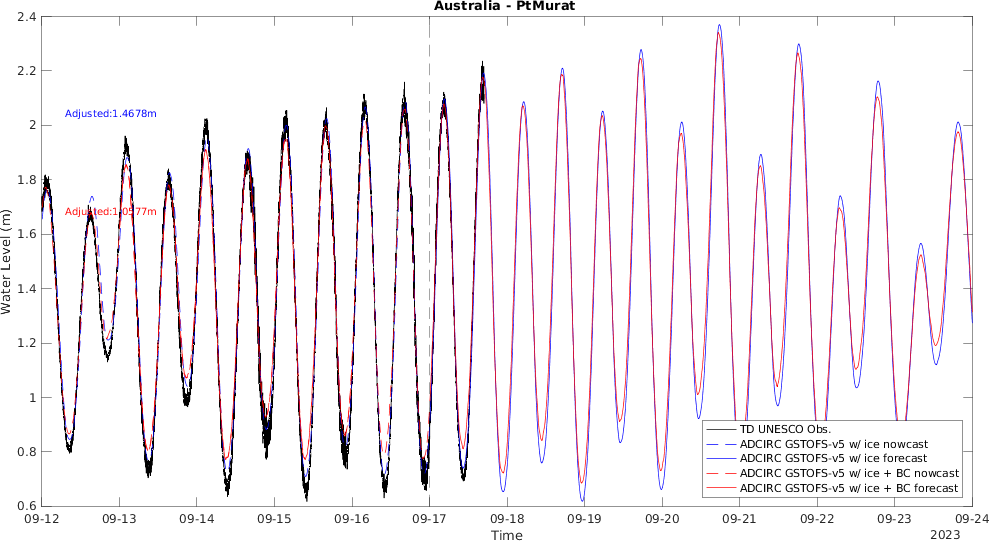 Australia - PtMurat
2.4
2.2
2
1.8
1.6
1.4
1.2
1
0.8
0.6
Water Level (m)
Adjusted:1.4678m
Adjusted:1.0577m
TD UNESCO Obs.
ADCIRC GSTOFS-v5 w/ ice nowcast
ADCIRC GSTOFS-v5 w/ ice forecast
ADCIRC GSTOFS-v5 w/ ice + BC nowcast
ADCIRC GSTOFS-v5 w/ ice + BC forecast
09-12 09-13 09-14 09-15 09-16 09-17 09-18 09-19 09-20 09-21 09-22 09-23 09-24
Time
2023